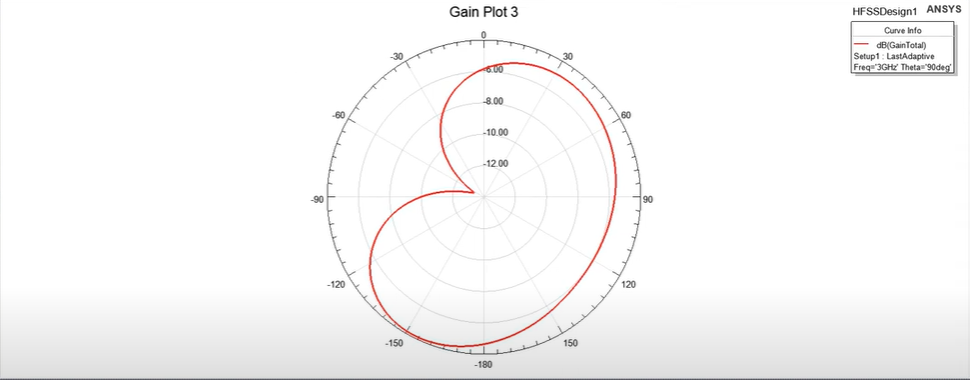 Gain Plot 3
HFSSDesign1 ANSYS
Curve Info
dB(GainTotal)
Setup1 : LastAdaptive
Freq='3GHz' Theta='90deg'
0
-30 30
-6.00
-60 60
-8.00
-10.00
-12.00
-90 90
-120 120
-150 150
-180